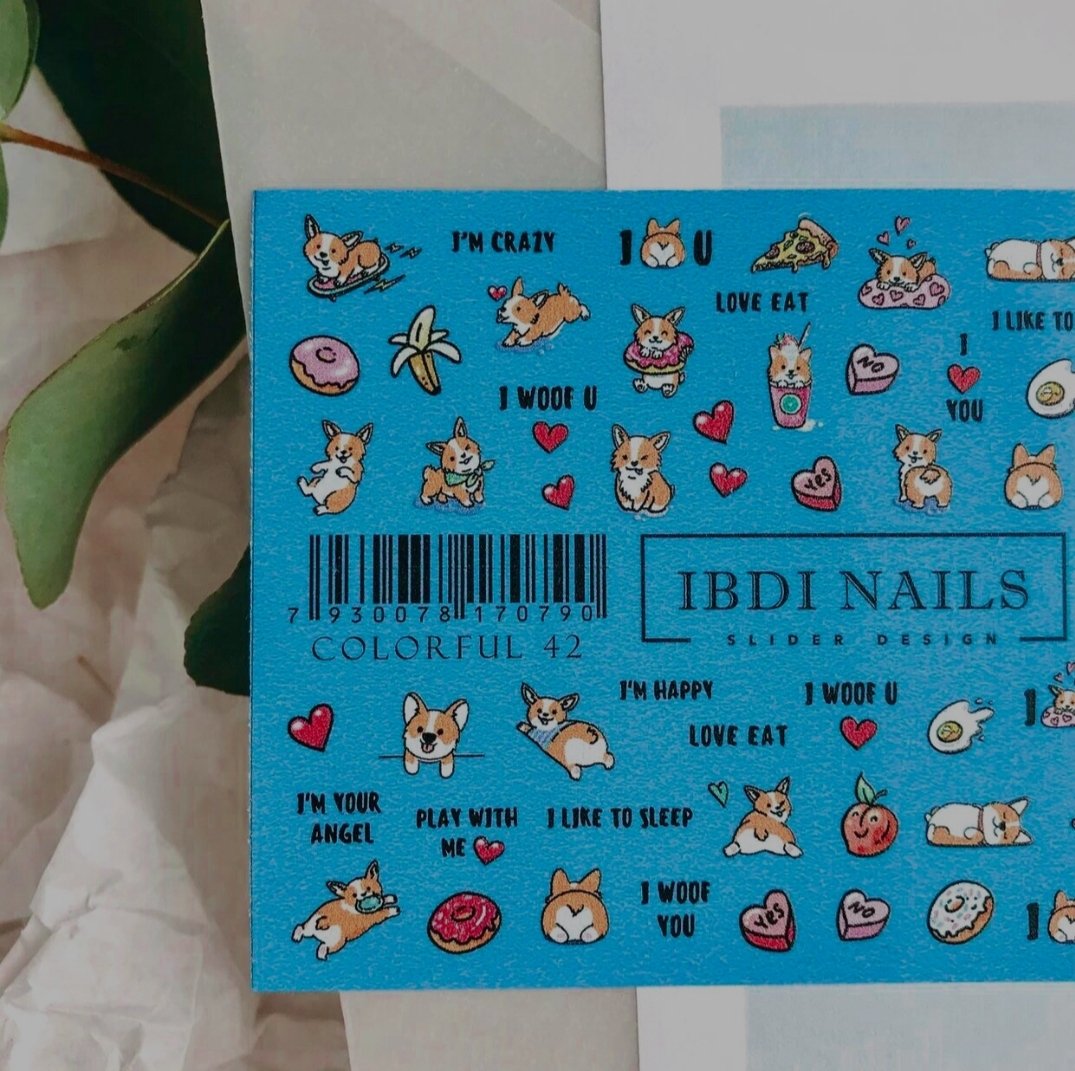 I'M CRAZY
I U
LOVE EAT
I LIKE TO
I
YOU
NO
I WOOF U
Yes
7 930078 170790
COLORFUL 42
IBDI NAILS
SLIDER DESIGN
I'M HAPPY
I WOOF U
LOVE EAT
I
I'M YOUR
ANGEL
PLAY WITH
ME
I LIKE TO SLEEP
I WOOF
YOU
Yes
NO
I